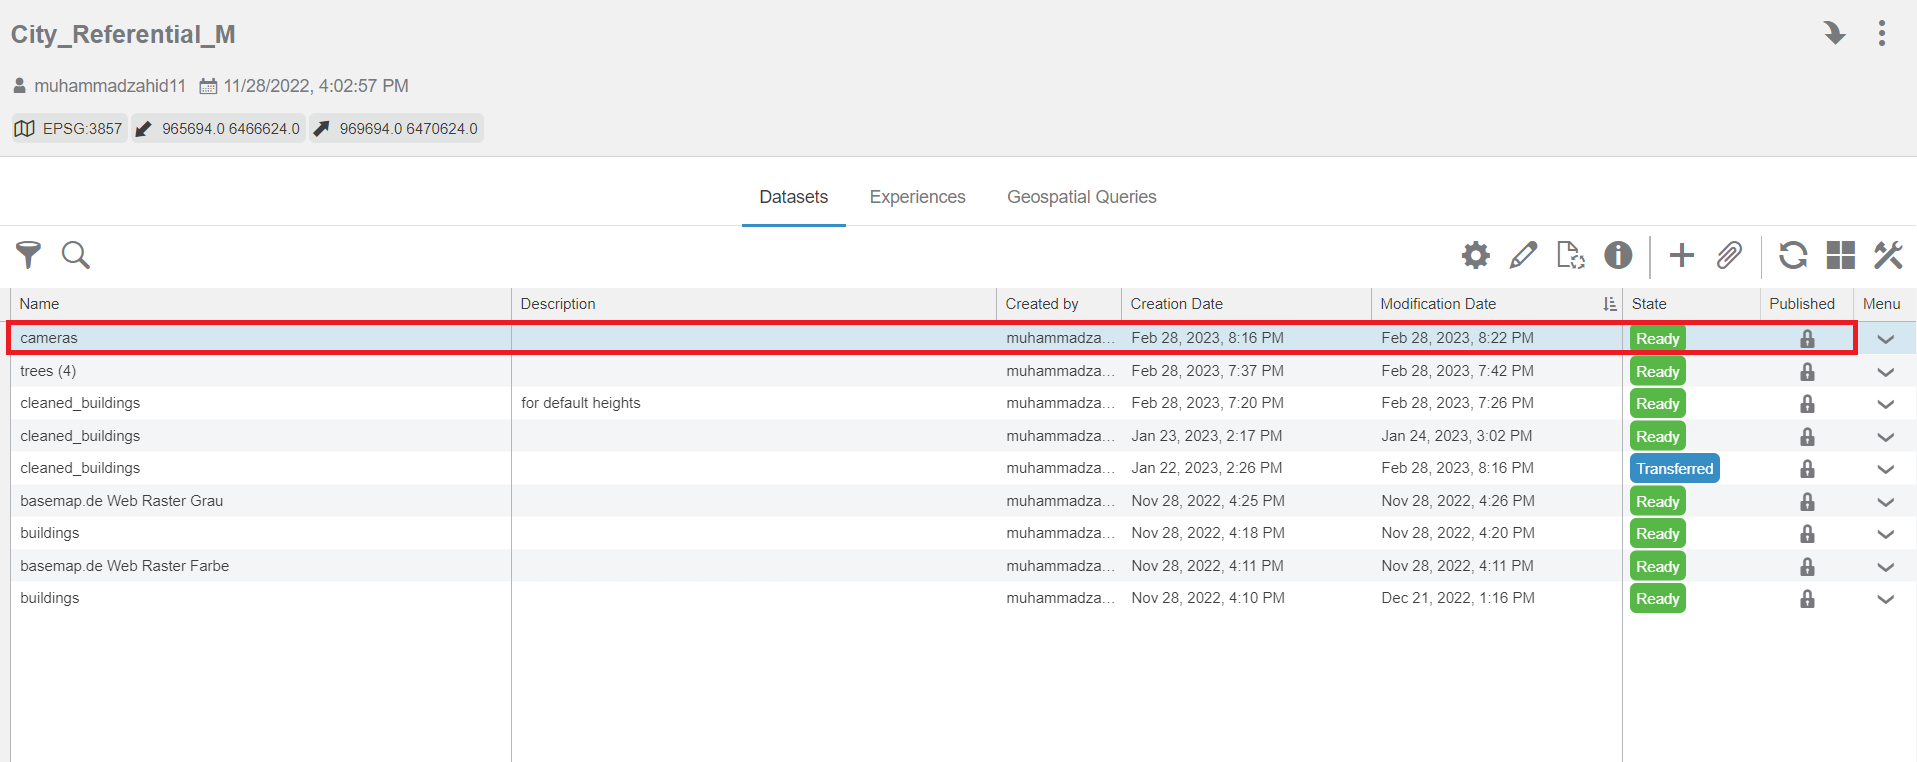 City_Referential_M
muhammadzahid11 11/28/2022, 4:02:57 PM
EPSG:3857 965694.0 6466624.0 969694.0 6470624.0
Datasets Experiences Geospatial Queries
Name Description Created by Creation Date Modification Date State Published Menu
cameras muhammadza... Feb 28, 2023, 8:16 PM Feb 28, 2023, 8:22 PM Ready
trees (4) muhammadza... Feb 28, 2023, 7:37 PM Feb 28, 2023, 7:42 PM Ready
cleaned_buildings for default heights muhammadza... Feb 28, 2023, 7:20 PM Feb 28, 2023, 7:26 PM Ready
cleaned_buildings muhammadza... Jan 23, 2023, 2:17 PM Jan 24, 2023, 3:02 PM Ready
cleaned_buildings muhammadza... Jan 22, 2023, 2:26 PM Feb 28, 2023, 8:16 PM Transferred
basemap.de Web Raster Grau muhammadza... Nov 28, 2022, 4:25 PM Nov 28, 2022, 4:26 PM Ready
buildings muhammadza... Nov 28, 2022, 4:18 PM Nov 28, 2022, 4:20 PM Ready
basemap.de Web Raster Farbe muhammadza... Nov 28, 2022, 4:11 PM Nov 28, 2022, 4:11 PM Ready
buildings muhammadza... Nov 28, 2022, 4:10 PM Dec 21, 2022, 1:16 PM Ready